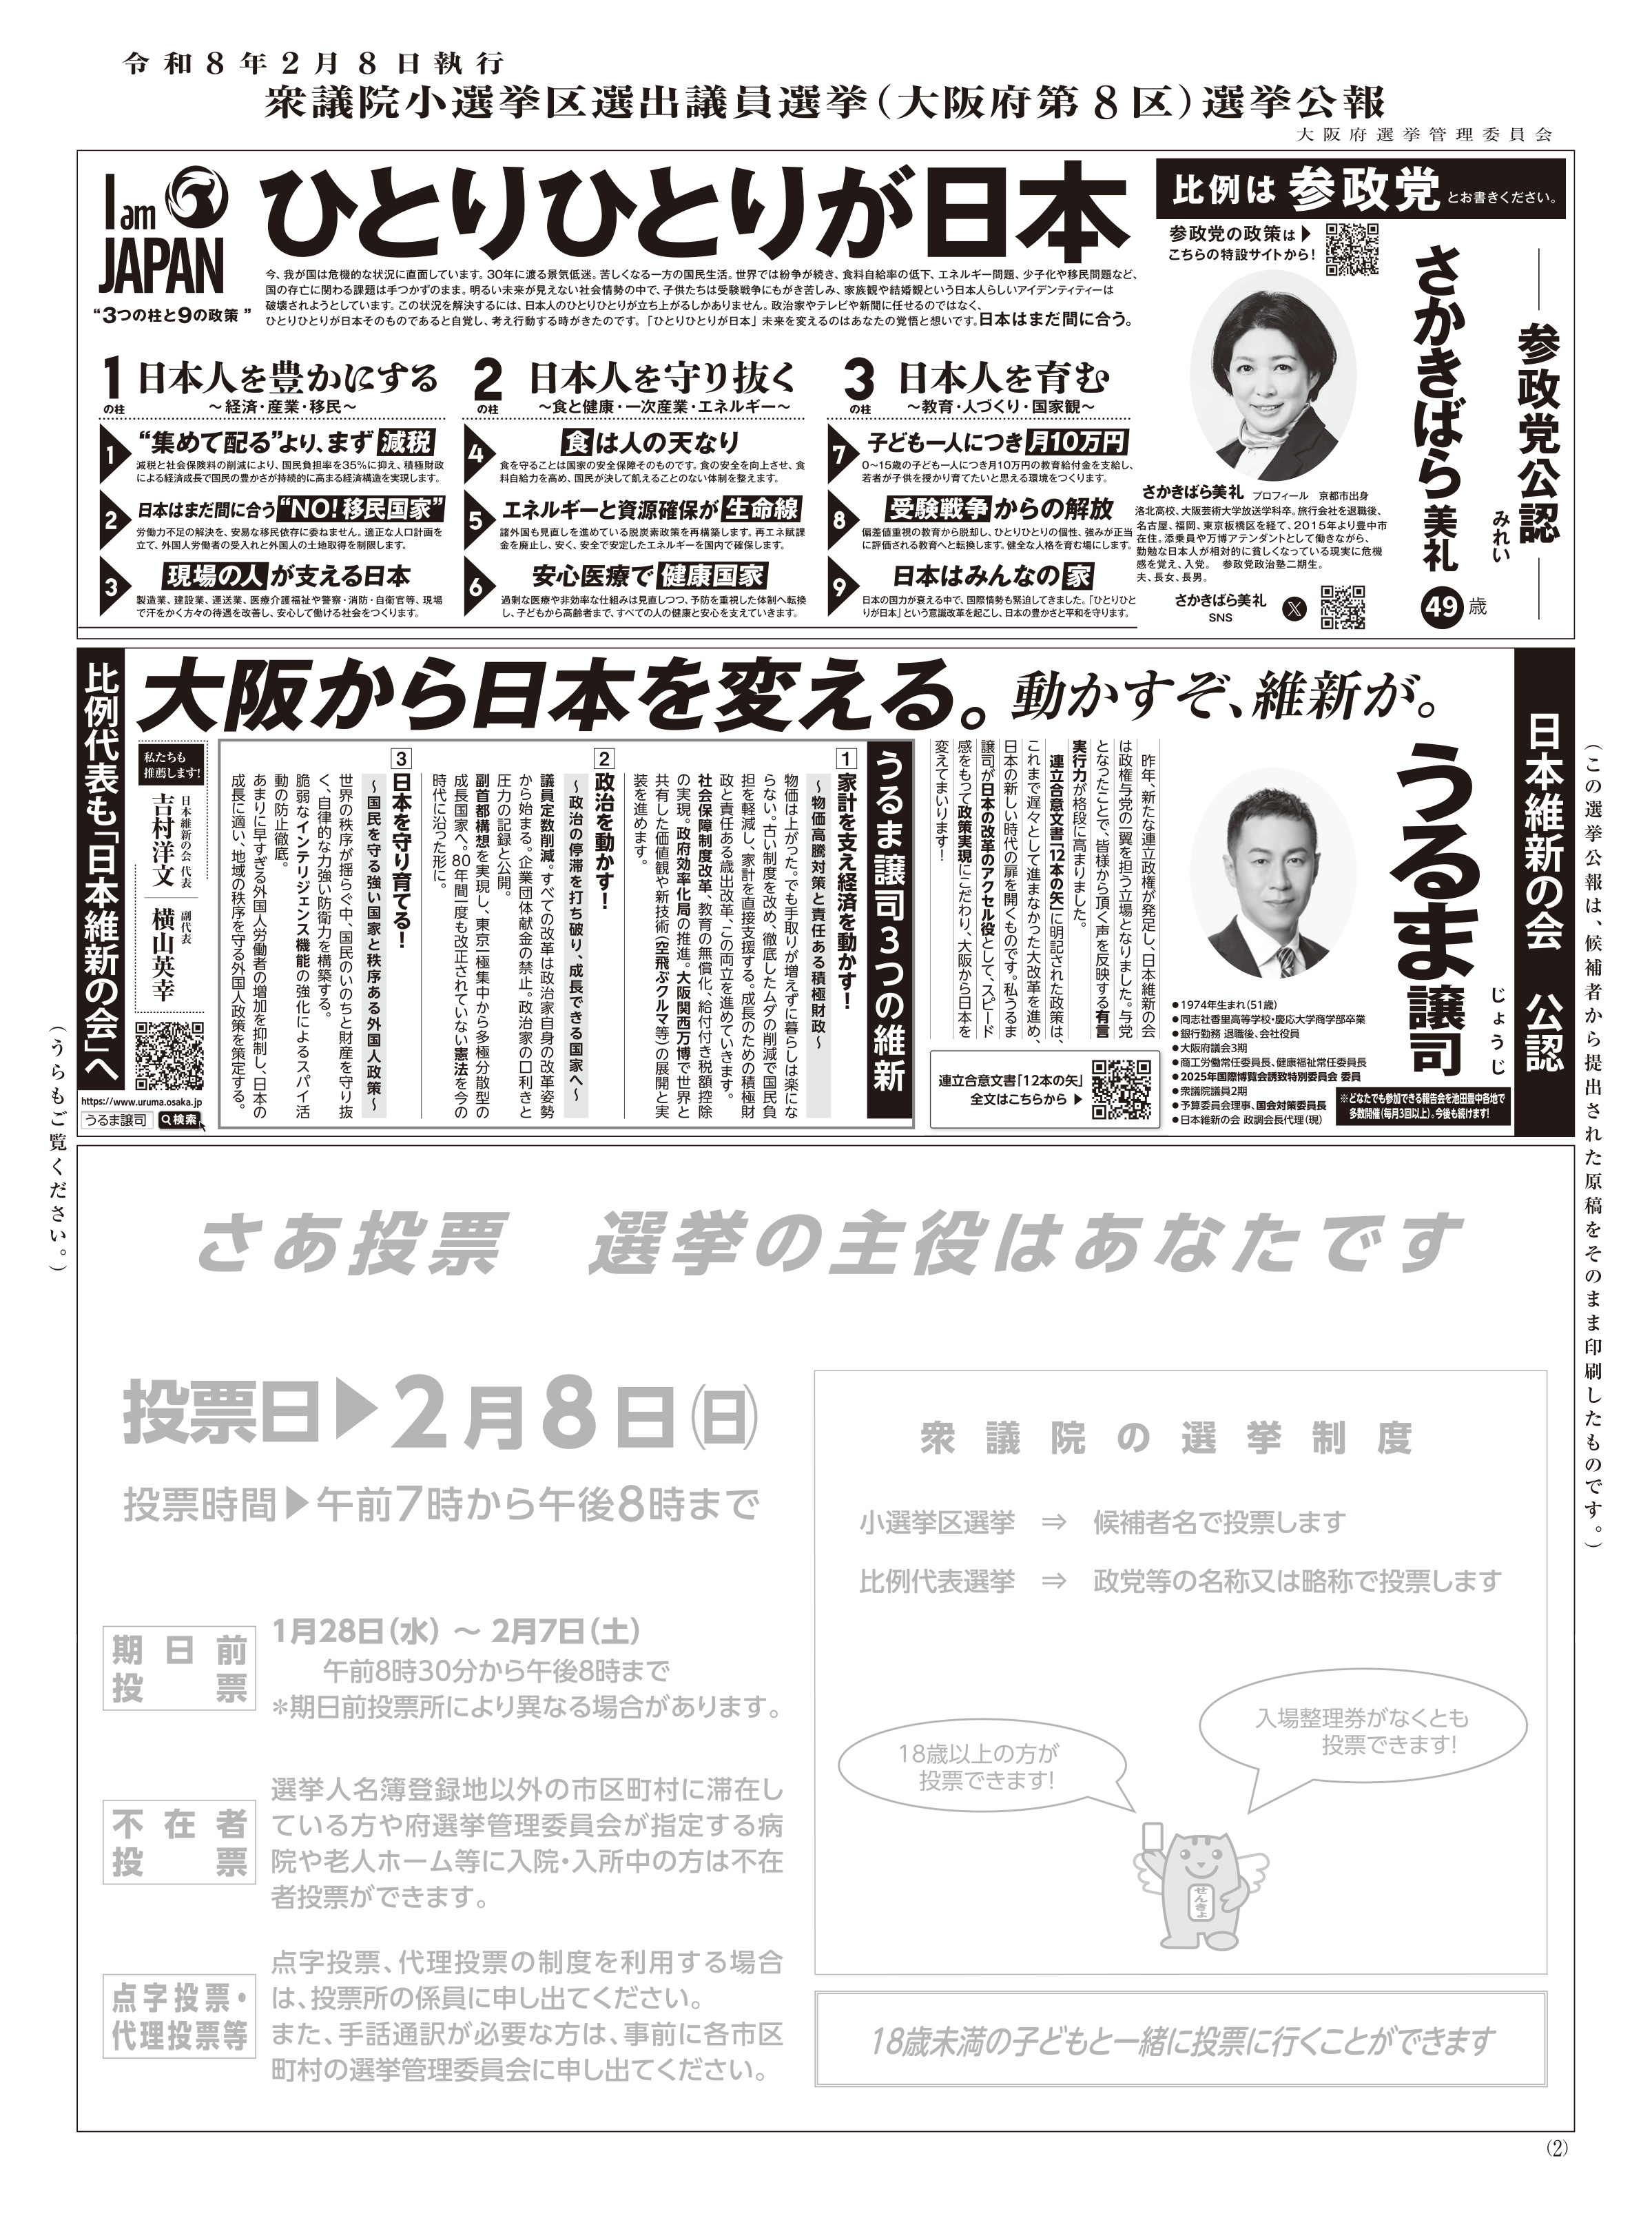 令和8年2月8日執行
衆議院小選挙区選出議員選挙（大阪府第8区）選挙公報
大阪府選挙管理委員会
I am
JAPAN
“3つの柱と9の政策”
ひとりひとりが日本
今、我が国は危機的な状況に直面しています。30年に渡る景気低迷。苦しくなる一方の国民生活。世界では紛争が続き、食料自給率の低下、エネルギー問題、少子化や移民問題など、
国の存亡に関わる課題は手つかずのまま。明るい未来が見えない社会情勢の中で、子供たちは受験戦争にもがき苦しみ、家族観や結婚観という日本人らしいアイデンティティーは
破壊されようとしています。この状況を解決するには、日本人のひとりひとりが立ち上がるしかありません。政治家やテレビや新聞に任せるのではなく、
ひとりひとりが日本そのものであると自覚し、考え行動する時がきたのです。「ひとりひとりが日本」未来を変えるのはあなたの覚悟と想いです。日本はまだ間に合う。
1の柱 日本人を豊かにする
～経済・産業・移民～
1 “集めて配る”より、まず 減税
減税と社会保険料の削減により、国民負担率を35%に抑え、積極財政
による経済成長で国民の豊かさが持続的に高まる経済構造を実現します。
2 日本はまだ間に合う “NO!移民国家”
労働力不足の解決を、安易な移民依存に委ねません。適正な人口計画を
立て、外国人労働者の受入れと外国人の土地取得を制限します。
3 現場の人 が支える日本
製造業、建設業、運送業、医療介護福祉や警察・消防・自衛官等、現場
で汗をかく方々の待遇を改善し、安心して働ける社会をつくります。
2の柱 日本人を守り抜く
～食と健康・一次産業・エネルギー～
4 食は人の天なり
食を守ることは国家の安全保障そのものです。食の安全を向上させ、食
料自給力を高め、国民が決して飢えることのない体制を整えます。
5 エネルギーと資源確保が 生命線
諸外国も見直しを進めている脱炭素政策を再構築します。再エネ賦課
金を廃止し、安く、安全で安定したエネルギーを国内で確保します。
6 安心医療で 健康国家
過剰な医療や非効率な仕組みは見直しつつ、予防を重視した体制へ転換
し、子どもから高齢者まで、すべての人の健康と安心を支えていきます。
3の柱 日本人を育む
～教育・人づくり・国家観～
7 子ども一人につき 月10万円
0～15歳の子ども一人につき月10万円の教育給付金を支給し、
若者が子供を授かり育てたいと思える環境をつくります。
8 受験戦争 からの解放
偏差値重視の教育から脱却し、ひとりひとりの個性、強みが正当
に評価される教育へと転換します。健全な人格を育む場にします。
9 日本はみんなの 家
日本の国力が衰える中で、国際情勢も緊迫してきました。「ひとりひと
りが日本」という意識改革を起こし、日本の豊かさと平和を守ります。
比例は 参政党 とお書きください。
参政党の政策は▶
こちらの特設サイトから!
参政党公認
さかきばら美礼
みれい
49歳
さかきばら美礼 プロフィール 京都市出身
洛北高校、大阪芸術大学放送学科卒。旅行会社を退職後、
名古屋、福岡、東京板橋区を経て、2015年より豊中市
在住。添乗員や万博アテンダントとして働きながら、
勤勉な日本人が相対的に貧しくなっている現実に危機
感を覚え、入党。 参政党政治塾二期生。
夫、長女、長男。
さかきばら美礼
SNS
X
大阪から日本を変える。動かすぞ、維新が。
日本維新の会 公認
うるま譲司
じょうじ
●1974年生まれ(51歳)
●同志社香里高等学校・慶応大学商学部卒業
●銀行勤務 退職後、会社役員
●大阪府議会3期
●商工労働常任委員長、健康福祉常任委員長
●2025年国際博覧会誘致特別委員会 委員
●衆議院議員2期
●予算委員会理事、国会対策委員長
●日本維新の会 政調会長代理(現)
※どなたでも参加できる報告会を池田豊中各地で
多数開催(毎月3回以上)。今後も続けます!
昨年、新たな連立政権が発足し、日本維新の会
は政権与党の一翼を担う立場となりました。与党
となったことで、皆様から頂く声を反映する有言
実行力が格段に高まりました。
連立合意文書「12本の矢」に明記された政策は、
これまで遅々として進まなかった大改革を進め、
日本の新しい時代の扉を開くものです。私うるま
譲司が日本の改革のアクセル役として、スピード
感をもって政策実現にこだわり、大阪から日本を
変えてまいります！
連立合意文書「12本の矢」
全文はこちらから ▶
うるま譲司3つの維新
1 家計を支え経済を動かす！
～物価高騰対策と責任ある積極財政～
物価は上がった。でも手取りが増えずに暮らしは楽にな
らない。古い制度を改め、徹底したムダの削減で国民負
担を軽減し、家計を直接支援する。成長のための積極財
政と責任ある歳出改革、この両立を進めていきます。
社会保障制度改革、教育の無償化、給付付き税額控除
の実現。政府効率化局の推進。大阪関西万博で世界と
共有した価値観や新技術（空飛ぶクルマ等）の展開と実
装を進めます。
2 政治を動かす！
～政治の停滞を打ち破り、成長できる国家へ～
議員定数削減。すべての改革は政治家自身の改革姿勢
から始まる。企業団体献金の禁止。政治家の口利きと
圧力の記録と公開。
副首都構想を実現し、東京一極集中から多極分散型の
成長国家へ。80年間一度も改正されていない憲法を今の
時代に沿った形に。
3 日本を守り育てる！
～国民を守る強い国家と秩序ある外国人政策～
世界の秩序が揺らぐ中、国民のいのちと財産を守り抜
く、自律的な力強い防衛力を構築する。
脆弱なインテリジェンス機能の強化によるスパイ活
動の防止徹底。
あまりに早すぎる外国人労働者の増加を抑制し、日本の
成長に適い、地域の秩序を守る外国人政策を策定する。
私たちも
推薦します!
日本維新の会 代表
吉村洋文
副代表
横山英幸
https://www.uruma.osaka.jp
うるま譲司 検索
比例代表も「日本維新の会」へ
（この選挙公報は、候補者から提出された原稿をそのまま印刷したものです。）
（うらもご覧ください。）
さあ投票 選挙の主役はあなたです
投票日▶2月8日(日)
投票時間▶午前7時から午後8時まで
期日前
投票
1月28日（水）～ 2月7日（土）
午前8時30分から午後8時まで
＊期日前投票所により異なる場合があります。
不在者
投票
選挙人名簿登録地以外の市区町村に滞在し
ている方や府選挙管理委員会が指定する病
院や老人ホーム等に入院・入所中の方は不在
者投票ができます。
点字投票・
代理投票等
点字投票、代理投票の制度を利用する場合
は、投票所の係員に申し出てください。
また、手話通訳が必要な方は、事前に各市区
町村の選挙管理委員会に申し出てください。
衆議院の選挙制度
小選挙区選挙 ⇒ 候補者名で投票します
比例代表選挙 ⇒ 政党等の名称又は略称で投票します
18歳以上の方が
投票できます!
入場整理券がなくとも
投票できます!
せんきょ
18歳未満の子どもと一緒に投票に行くことができます
(2)